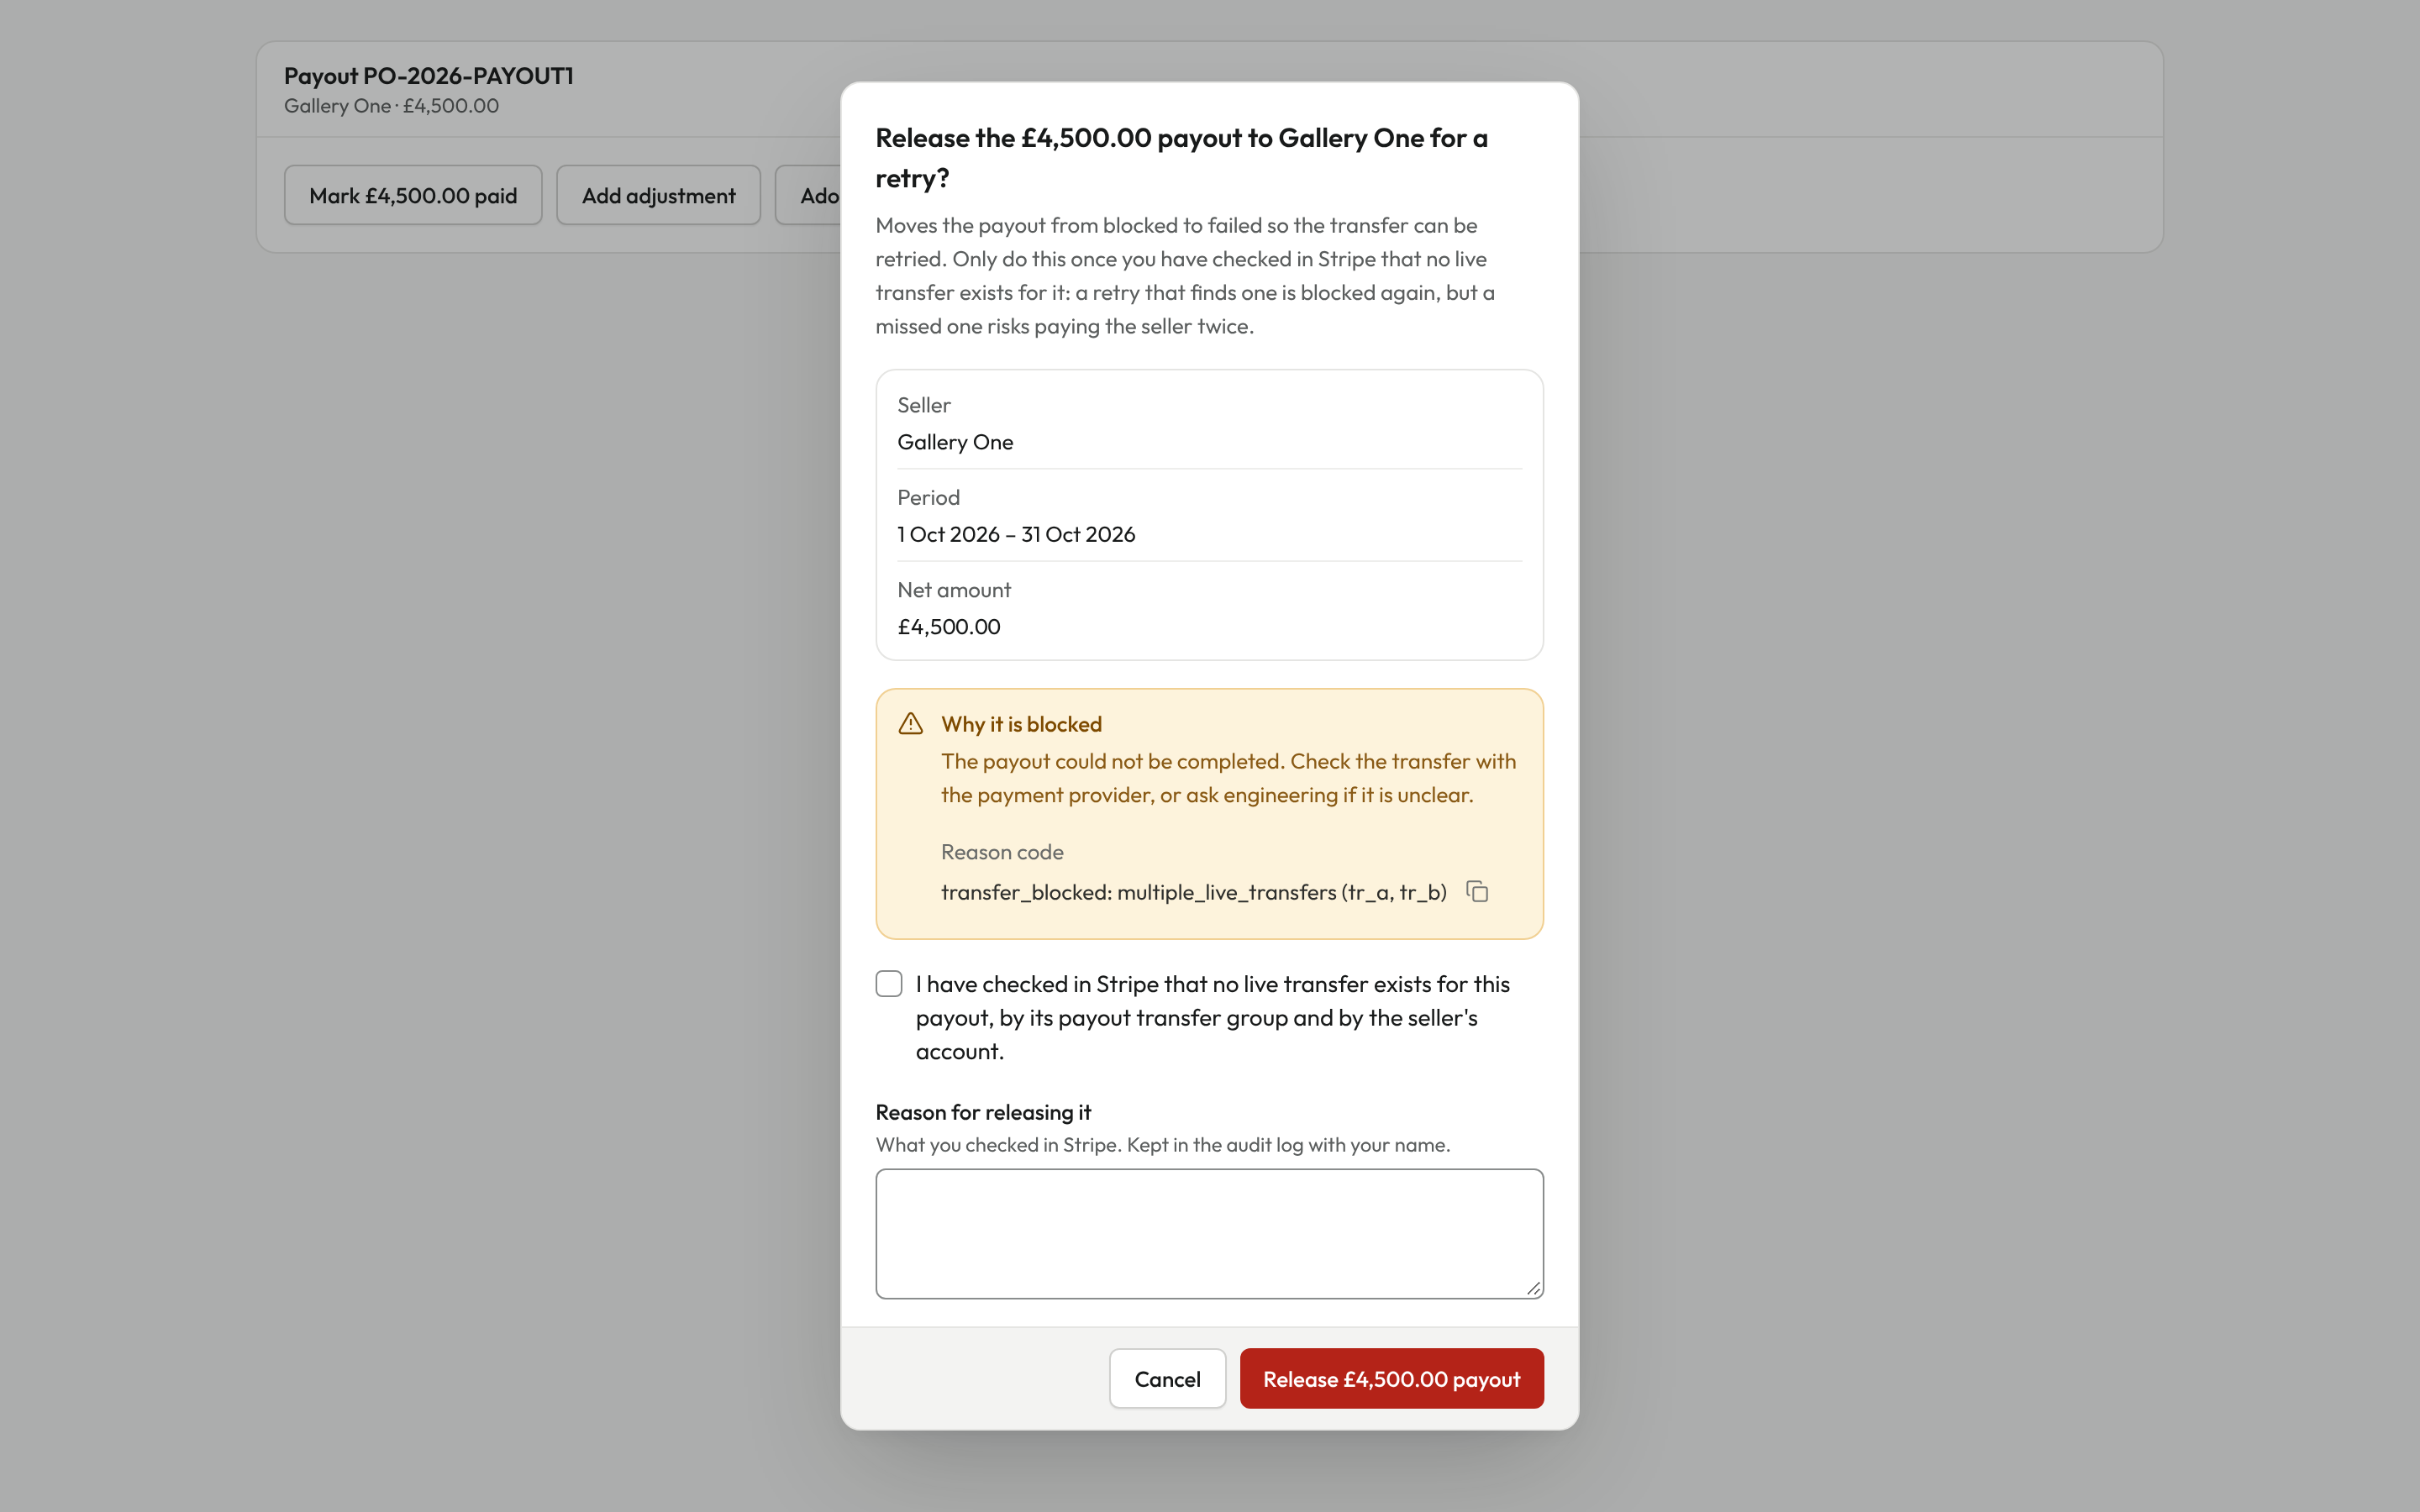 Payout PO-2026-PAYOUT1
Gallery One · £4,500.00
Mark £4,500.00 paid
Add adjustment
Ado
Release the £4,500.00 payout to Gallery One for a
retry?
Moves the payout from blocked to failed so the transfer can be
retried. Only do this once you have checked in Stripe that no live
transfer exists for it: a retry that finds one is blocked again, but a
missed one risks paying the seller twice.
Seller
Gallery One
Period
1 Oct 2026 – 31 Oct 2026
Net amount
£4,500.00
Why it is blocked
The payout could not be completed. Check the transfer with
the payment provider, or ask engineering if it is unclear.
Reason code
transfer_blocked: multiple_live_transfers (tr_a, tr_b)
I have checked in Stripe that no live transfer exists for this
payout, by its payout transfer group and by the seller's
account.
Reason for releasing it
What you checked in Stripe. Kept in the audit log with your name.
Cancel
Release £4,500.00 payout